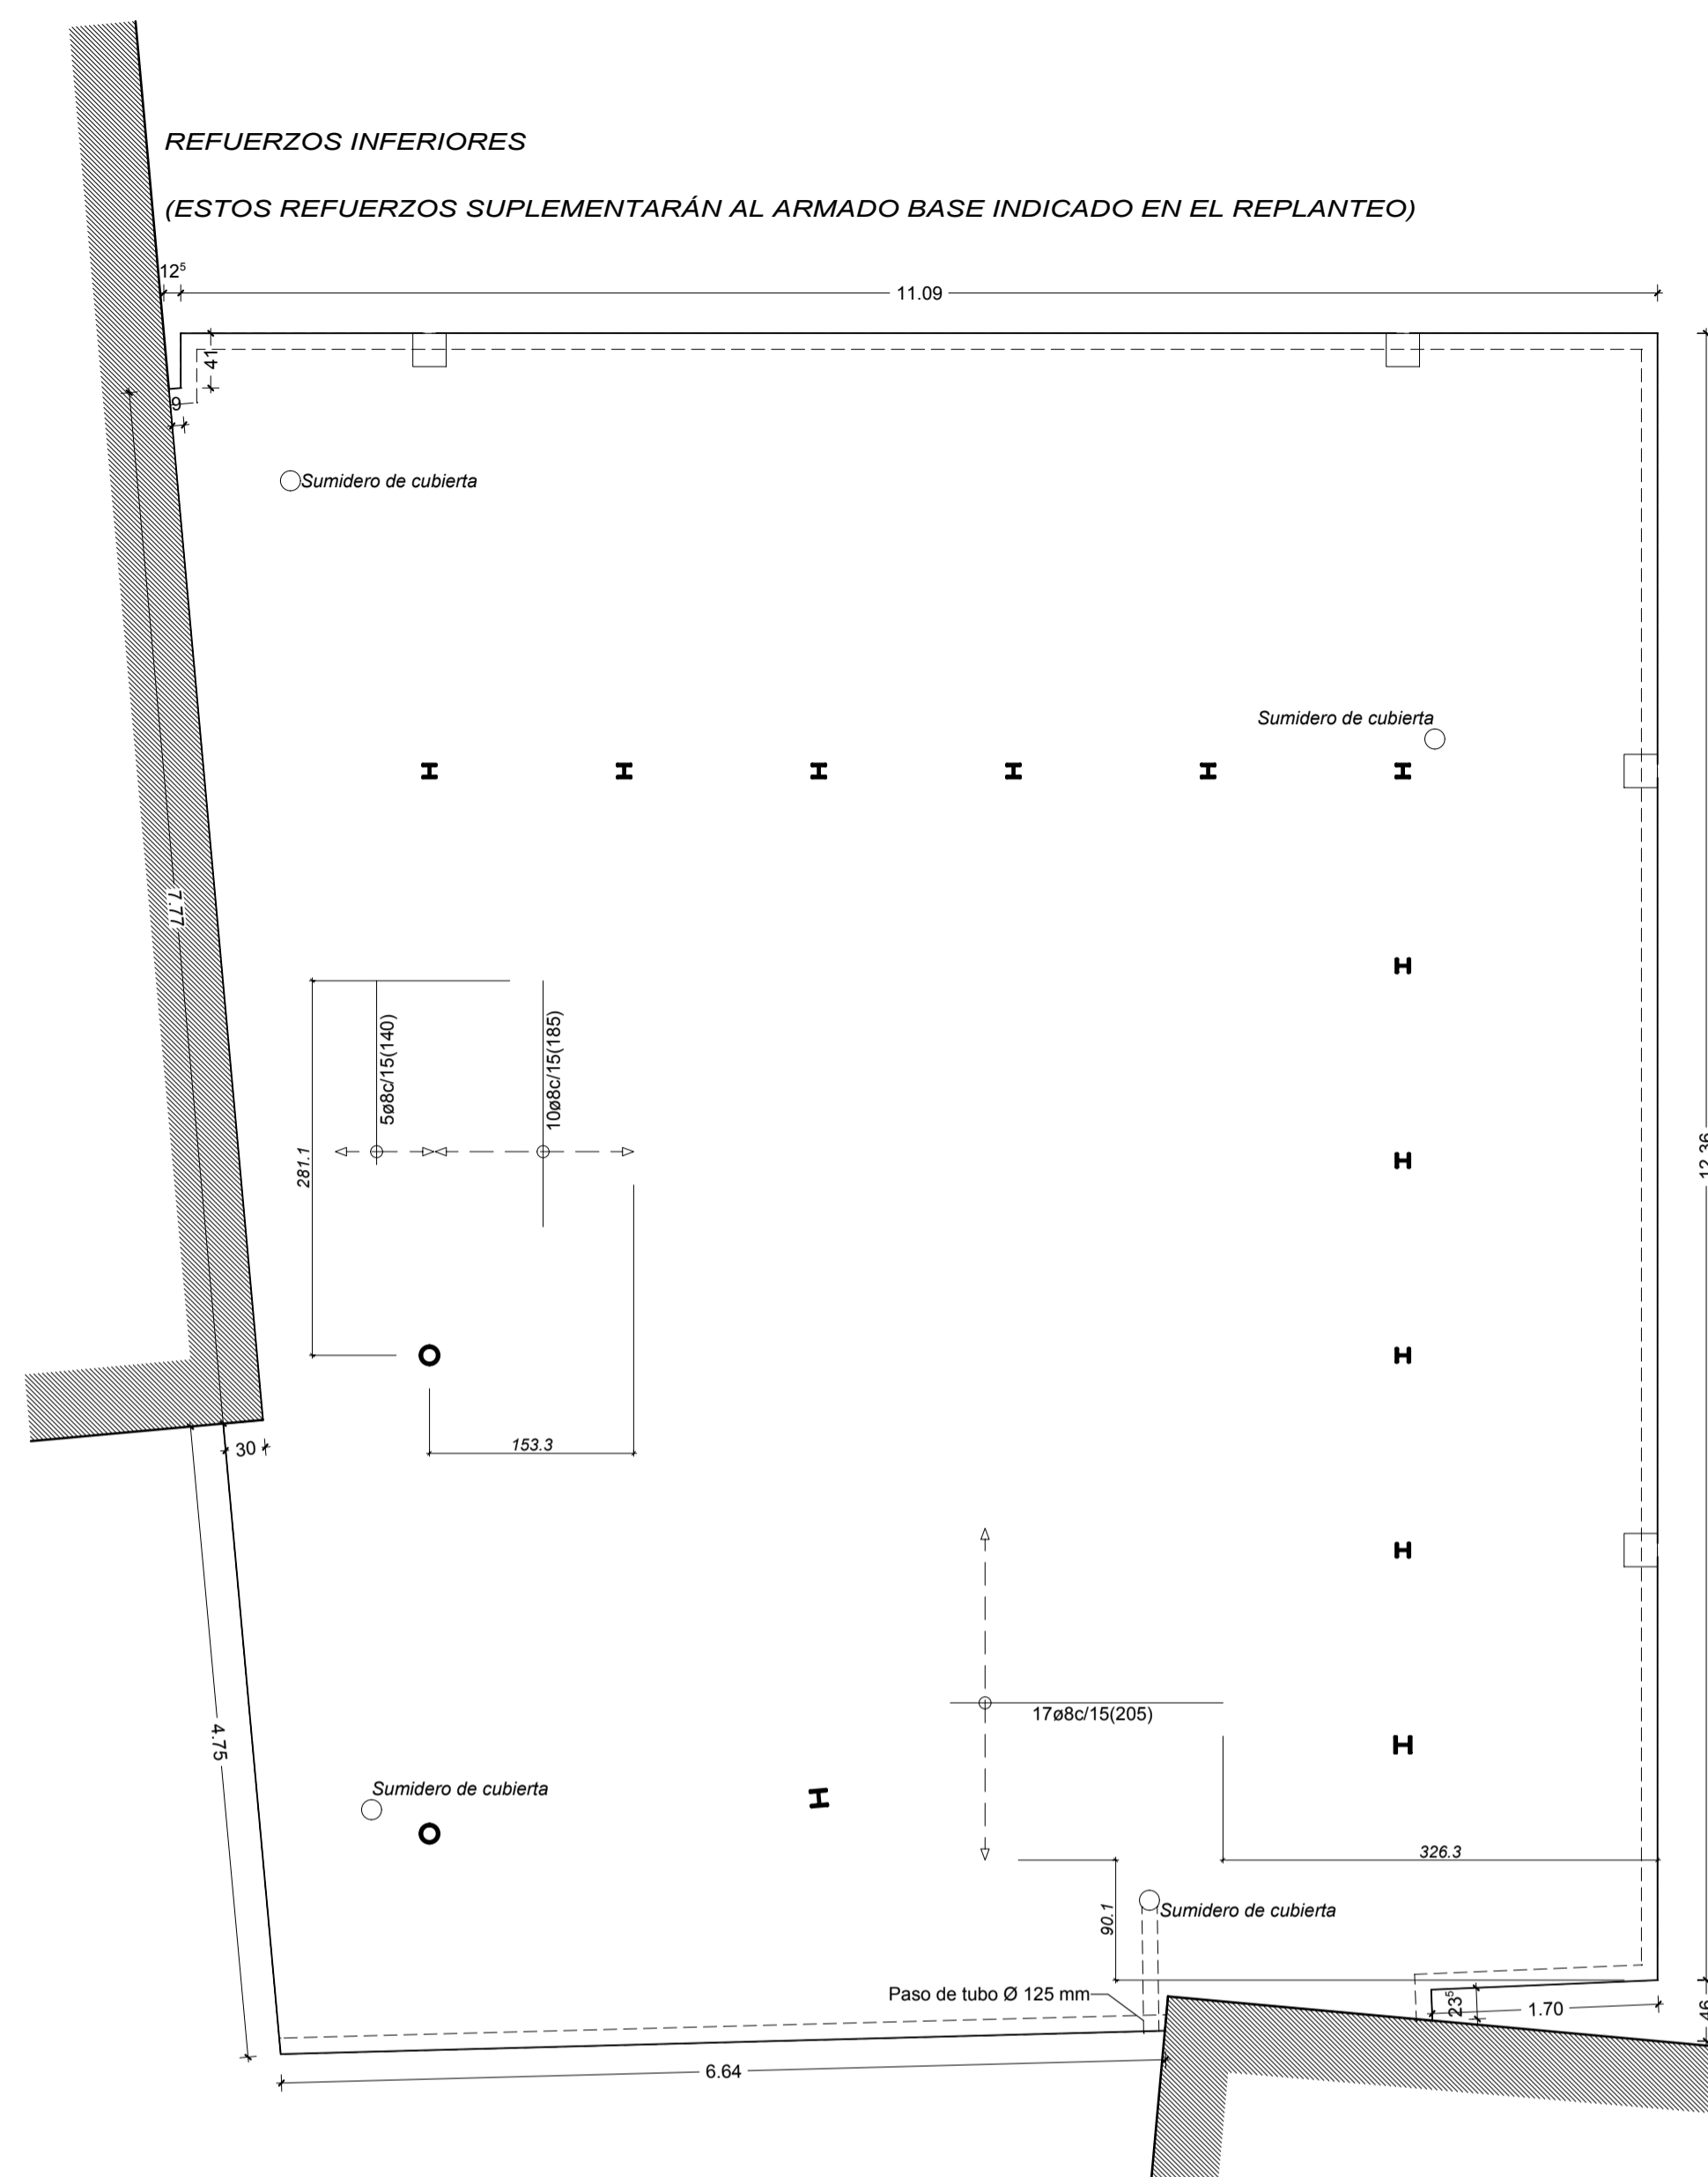 REFUERZOS INFERIORES
(ESTOS REFUERZOS SUPLEMENTARÁN AL ARMADO BASE INDICADO EN EL REPLANTEO)
12⁵
11.09
41
9
Sumidero de cubierta
Sumidero de cubierta
7.77
5ø8c/15(140)
10ø8c/15(185)
281.1
12.36
30
153.3
17ø8c/15(205)
4.75
Sumidero de cubierta
326.3
90.1
Sumidero de cubierta
Paso de tubo Ø 125 mm
23⁵
1.70
46
6.64